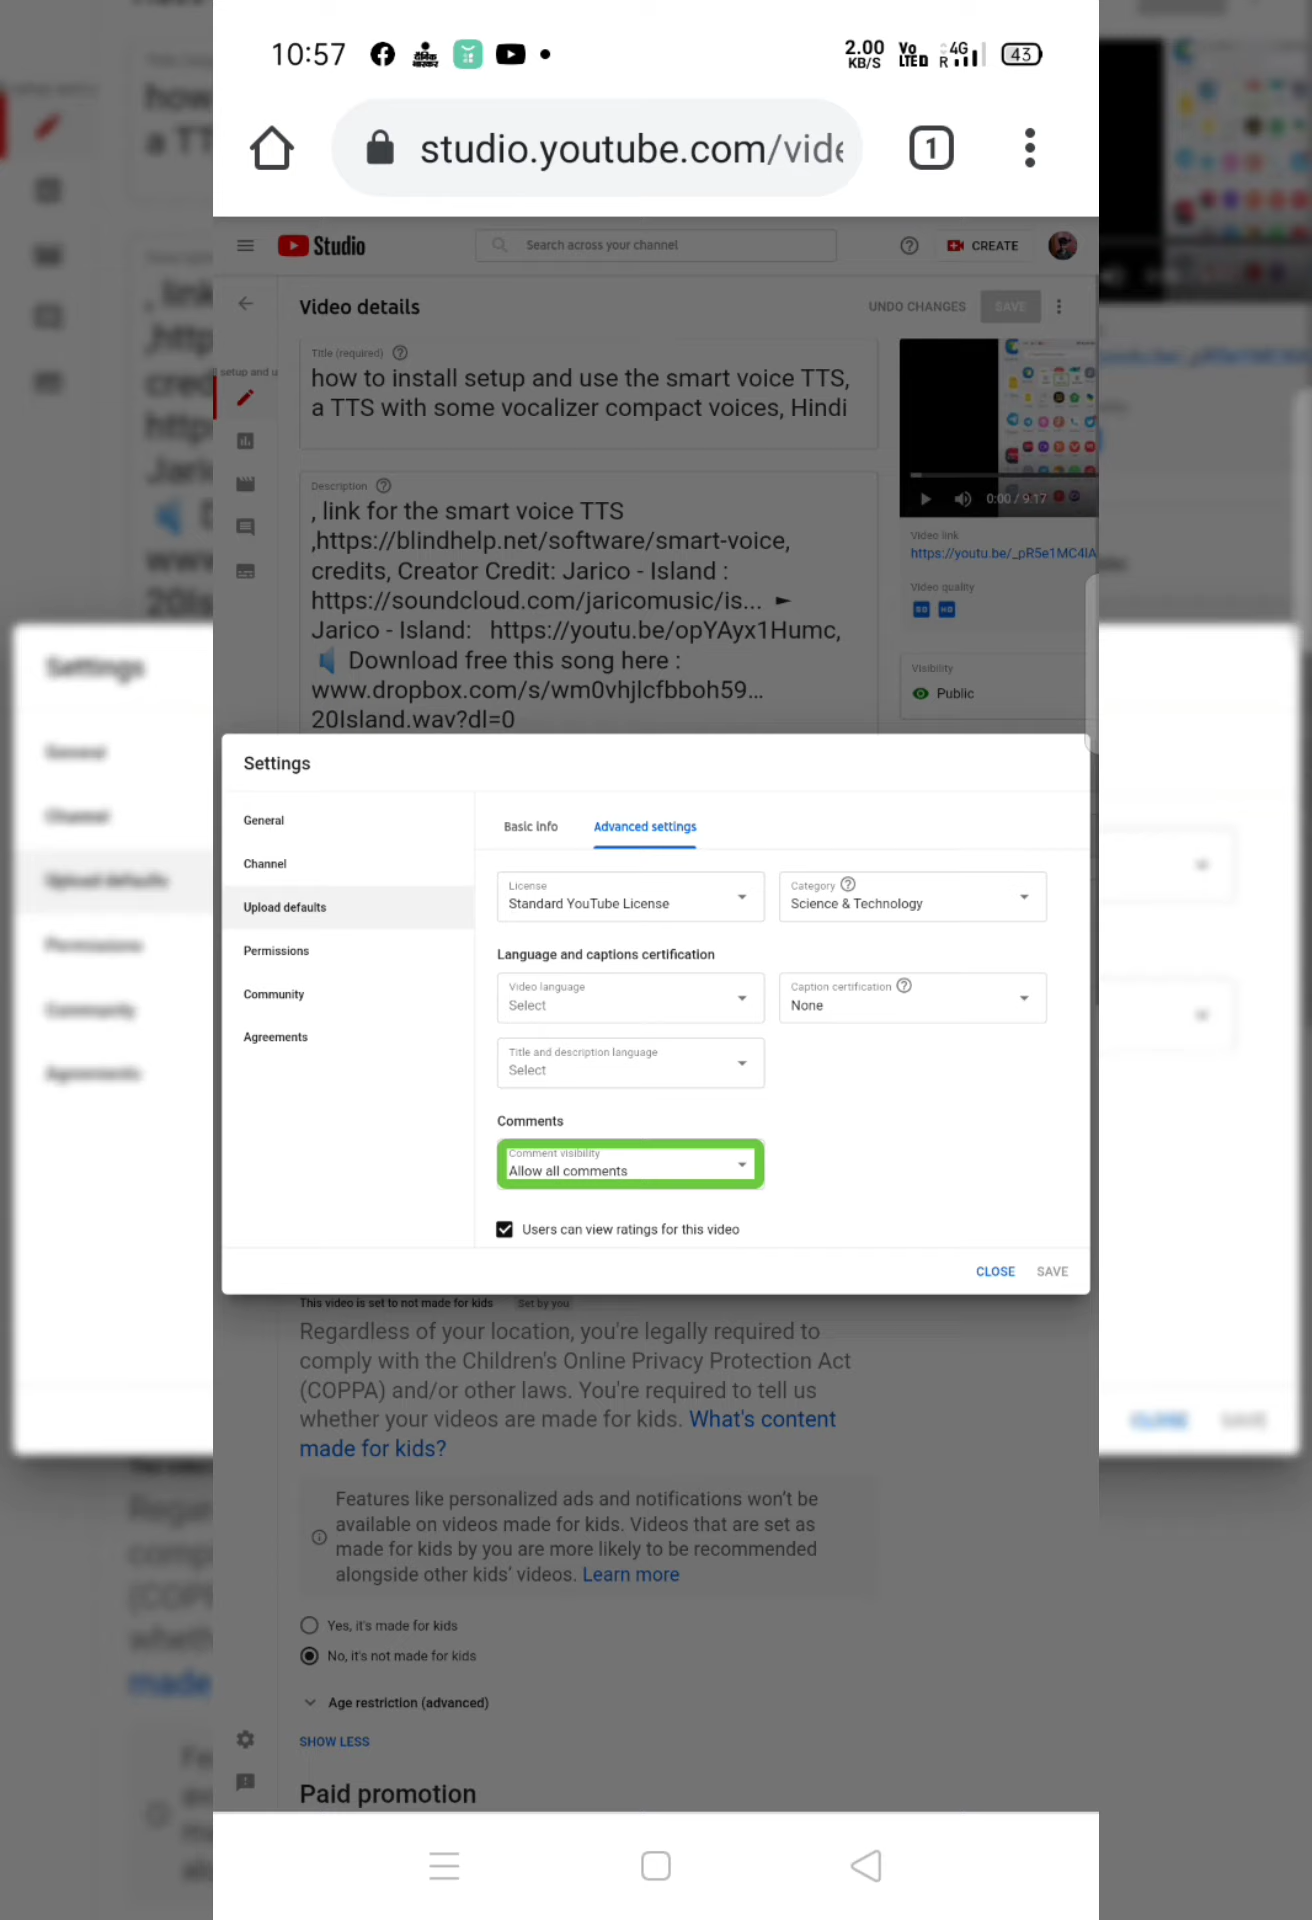 10:57
दैनिक भास्कर
2.00 KB/S
Vo LTED
R 4G
43
studio.youtube.com/vide
1
Studio
Search across your channel
CREATE
Video details
UNDO CHANGES
SAVE
setup and u
Title (required)
how to install setup and use the smart voice TTS,
a TTS with some vocalizer compact voices, Hindi
Description
, link for the smart voice TTS
,https://blindhelp.net/software/smart-voice,
credits, Creator Credit: Jarico - Island :
https://soundcloud.com/jaricomusic/is... ►
Jarico - Island: https://youtu.be/opYAyx1Humc,
Download free this song here :
www.dropbox.com/s/wm0vhjlcfbboh59...
20Island.wav?dl=0
0:00 / 9:17
Video link
https://youtu.be/_pR5e1MC4IA
Video quality
SD HD
Visibility
Public
Settings
General
Channel
Upload defaults
Permissions
Community
Agreements
Basic info
Advanced settings
License
Standard YouTube License
Category
Science & Technology
Language and captions certification
Video language
Select
Caption certification
None
Title and description language
Select
Comments
Comment visibility
Allow all comments
Users can view ratings for this video
CLOSE
SAVE
This video is set to not made for kids
Set by you
Regardless of your location, you're legally required to
comply with the Children's Online Privacy Protection Act
(COPPA) and/or other laws. You're required to tell us
whether your videos are made for kids. What's content
made for kids?
Features like personalized ads and notifications won't be
available on videos made for kids. Videos that are set as
made for kids by you are more likely to be recommended
alongside other kids' videos. Learn more
Yes, it's made for kids
No, it's not made for kids
Age restriction (advanced)
SHOW LESS
Paid promotion